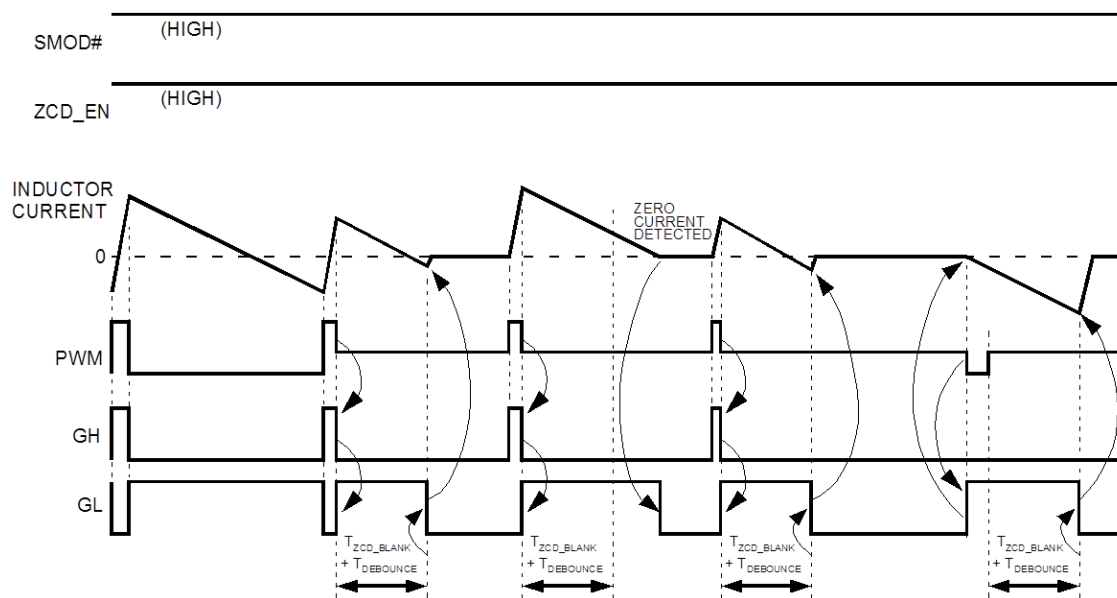 SMOD# (HIGH)
ZCD_EN (HIGH)
INDUCTOR
CURRENT
ZERO
CURRENT
DETECTED
0
PWM
GH
GL
TZCD_BLANK
+ TDEBOUNCE
TZCD_BLANK
+ TDEBOUNCE
TZCD_BLANK
+ TDEBOUNCE
TZCD_BLANK
+ TDEBOUNCE